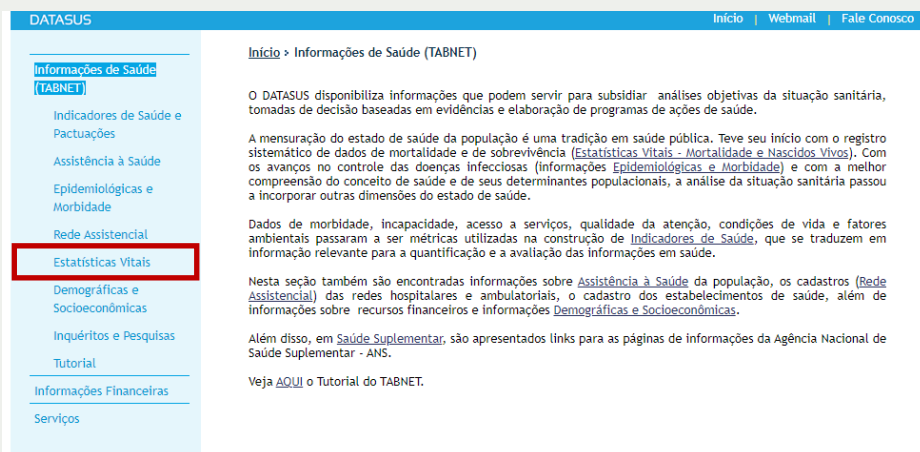 DATASUS
Início | Webmail | Fale Conosco
Informações de Saúde
(TABNET)
Indicadores de Saúde e
Pactuações
Assistência à Saúde
Epidemiológicas e
Morbidade
Rede Assistencial
Estatísticas Vitais
Demográficas e
Socioeconômicas
Inquéritos e Pesquisas
Tutorial
Informações Financeiras
Serviços
Início > Informações de Saúde (TABNET)
O DATASUS disponibiliza informações que podem servir para subsidiar análises objetivas da situação sanitária,
tomadas de decisão baseadas em evidências e elaboração de programas de ações de saúde.
A mensuração do estado de saúde da população é uma tradição em saúde pública. Teve seu início com o registro
sistemático de dados de mortalidade e de sobrevivência (Estatísticas Vitais - Mortalidade e Nascidos Vivos). Com
os avanços no controle das doenças infecciosas (informações Epidemiológicas e Morbidade) e com a melhor
compreensão do conceito de saúde e de seus determinantes populacionais, a análise da situação sanitária passou
a incorporar outras dimensões do estado de saúde.
Dados de morbidade, incapacidade, acesso a serviços, qualidade da atenção, condições de vida e fatores
ambientais passaram a ser métricas utilizadas na construção de Indicadores de Saúde, que se traduzem em
informação relevante para a quantificação e a avaliação das informações em saúde.
Nesta seção também são encontradas informações sobre Assistência à Saúde da população, os cadastros (Rede
Assistencial) das redes hospitalares e ambulatoriais, o cadastro dos estabelecimentos de saúde, além de
informações sobre recursos financeiros e informações Demográficas e Socioeconômicas.
Além disso, em Saúde Suplementar, são apresentados links para as páginas de informações da Agência Nacional de
Saúde Suplementar - ANS.
Veja AQUI o Tutorial do TABNET.